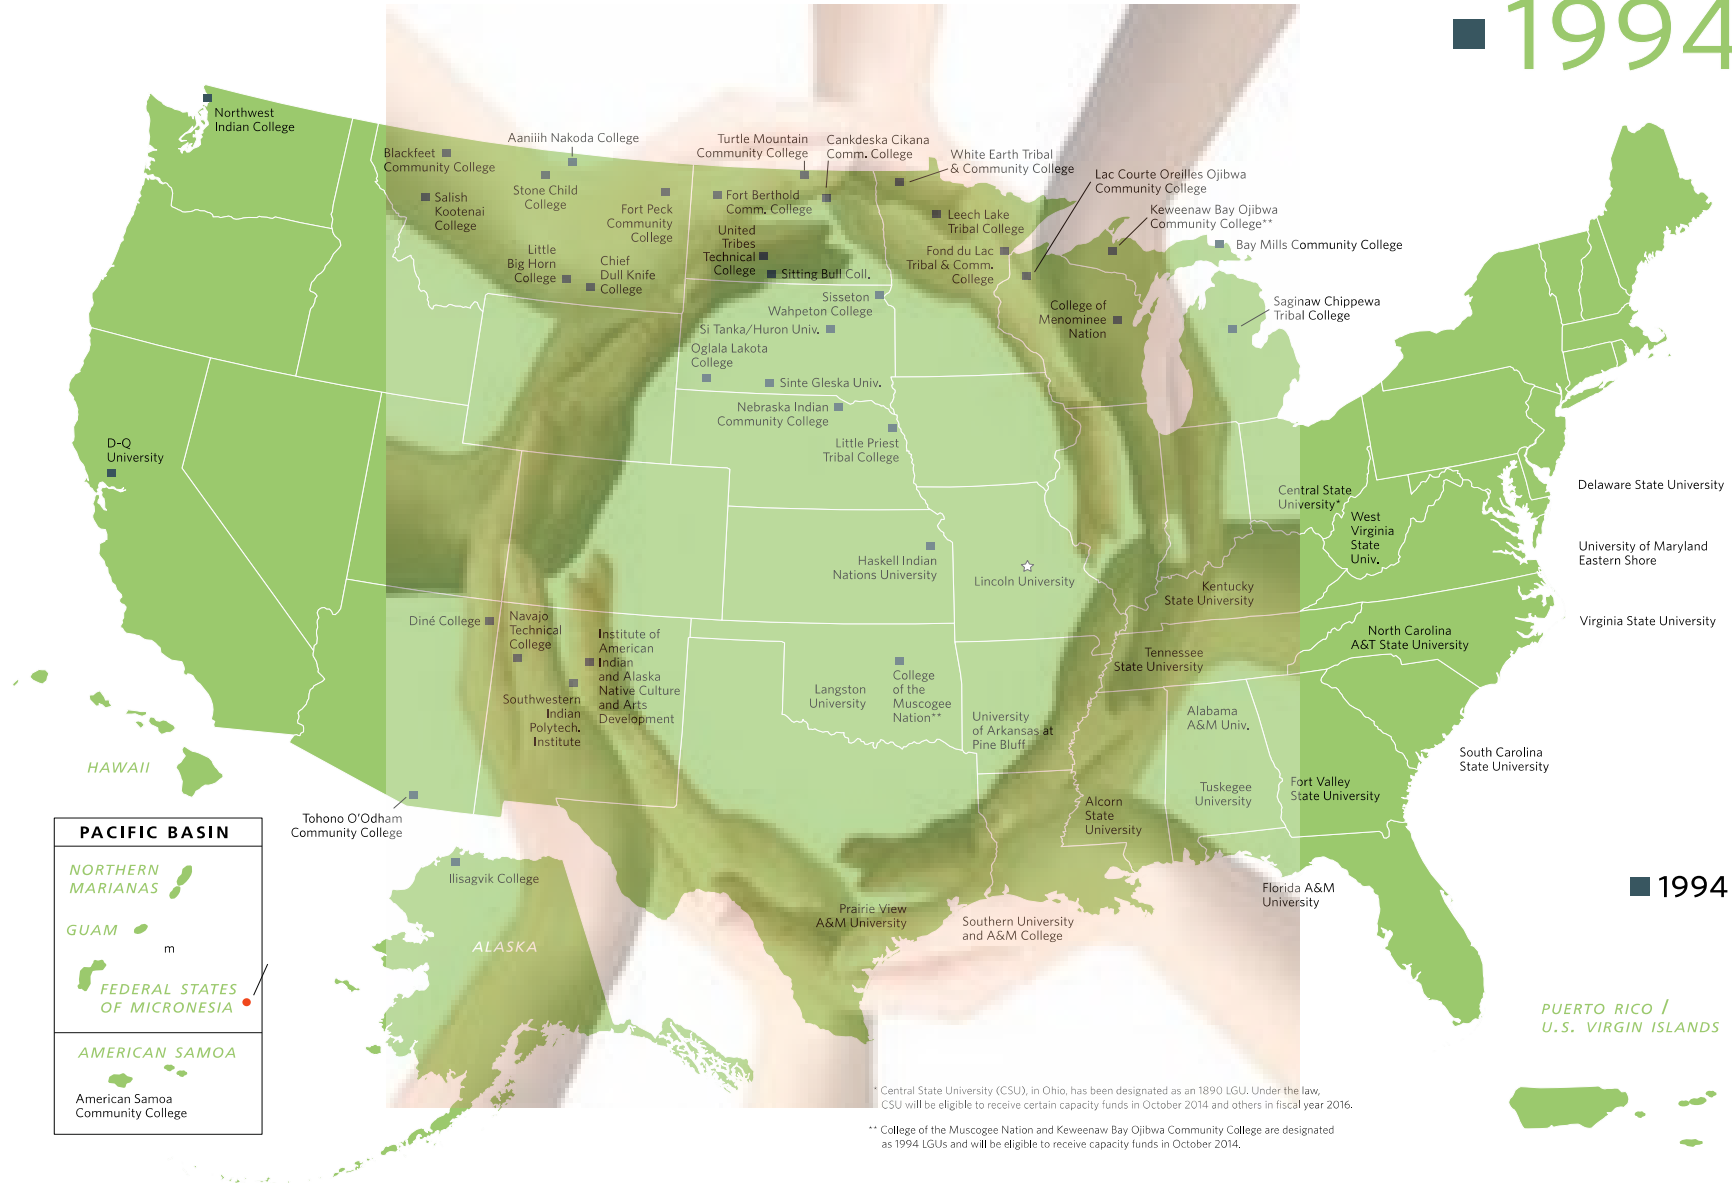 1994
Northwest
Indian College
Blackfeet
Community College
Aaniiih Nakoda College
Turtle Mountain
Community College
Cankdeska Cikana
Comm. College
White Earth Tribal
& Community College
Lac Courte Oreilles Ojibwa
Community College
Salish
Kootenai
College
Stone Child
College
Fort Peck
Community
College
Fort Berthold
Comm. College
Leech Lake
Tribal College
Keweenaw Bay Ojibwa
Community College**
Bay Mills Community College
Little
Big Horn
College
Chief
Dull Knife
College
United
Tribes
Technical
College
Sitting Bull Coll.
Fond du Lac
Tribal & Comm.
College
Sisseton
Wahpeton College
College of
Menominee
Nation
Saginaw Chippewa
Tribal College
Si Tanka/Huron Univ.
Oglala Lakota
College
Sinte Gleska Univ.
Nebraska Indian
Community College
Little Priest
Tribal College
D-Q
University
Central State
University*
West
Virginia
State
Univ.
Delaware State University
University of Maryland
Eastern Shore
Haskell Indian
Nations University
Lincoln University
Kentucky
State University
Virginia State University
Diné College
Navajo
Technical
College
Institute of
American
Indian
and Alaska
Native Culture
and Arts
Development
Southwestern
Indian
Polytech.
Institute
Langston
University
College
of the
Muscogee
Nation**
University
of Arkansas at
Pine Bluff
Tennessee
State University
North Carolina
A&T State University
Alabama
A&M Univ.
South Carolina
State University
Tuskegee
University
Fort Valley
State University
Alcorn
State
University
HAWAII
Tohono O'Odham
Community College
Ilisagvik College
ALASKA
Prairie View
A&M University
Southern University
and A&M College
Florida A&M
University
1994
PACIFIC BASIN
NORTHERN
MARIANAS
GUAM
m
FEDERAL STATES
OF MICRONESIA
AMERICAN SAMOA
American Samoa
Community College
PUERTO RICO /
U.S. VIRGIN ISLANDS
* Central State University (CSU), in Ohio, has been designated as an 1890 LGU. Under the law,
CSU will be eligible to receive certain capacity funds in October 2014 and others in fiscal year 2016.
** College of the Muscogee Nation and Keweenaw Bay Ojibwa Community College are designated
as 1994 LGUs and will be eligible to receive capacity funds in October 2014.